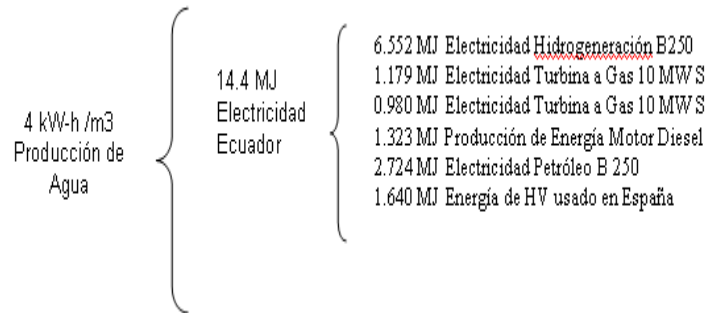 4 kW-h /m3
Producción de
Agua
14.4 MJ
Electricidad
Ecuador
6.552 MJ Electricidad Hidrogeneración B250
1.179 MJ Electricidad Turbina a Gas 10 MW S
0.980 MJ Electricidad Turbina a Gas 10 MW S
1.323 MJ Producción de Energía Motor Diesel
2.724 MJ Electricidad Petróleo B 250
1.640 MJ Energía de HV usado en España